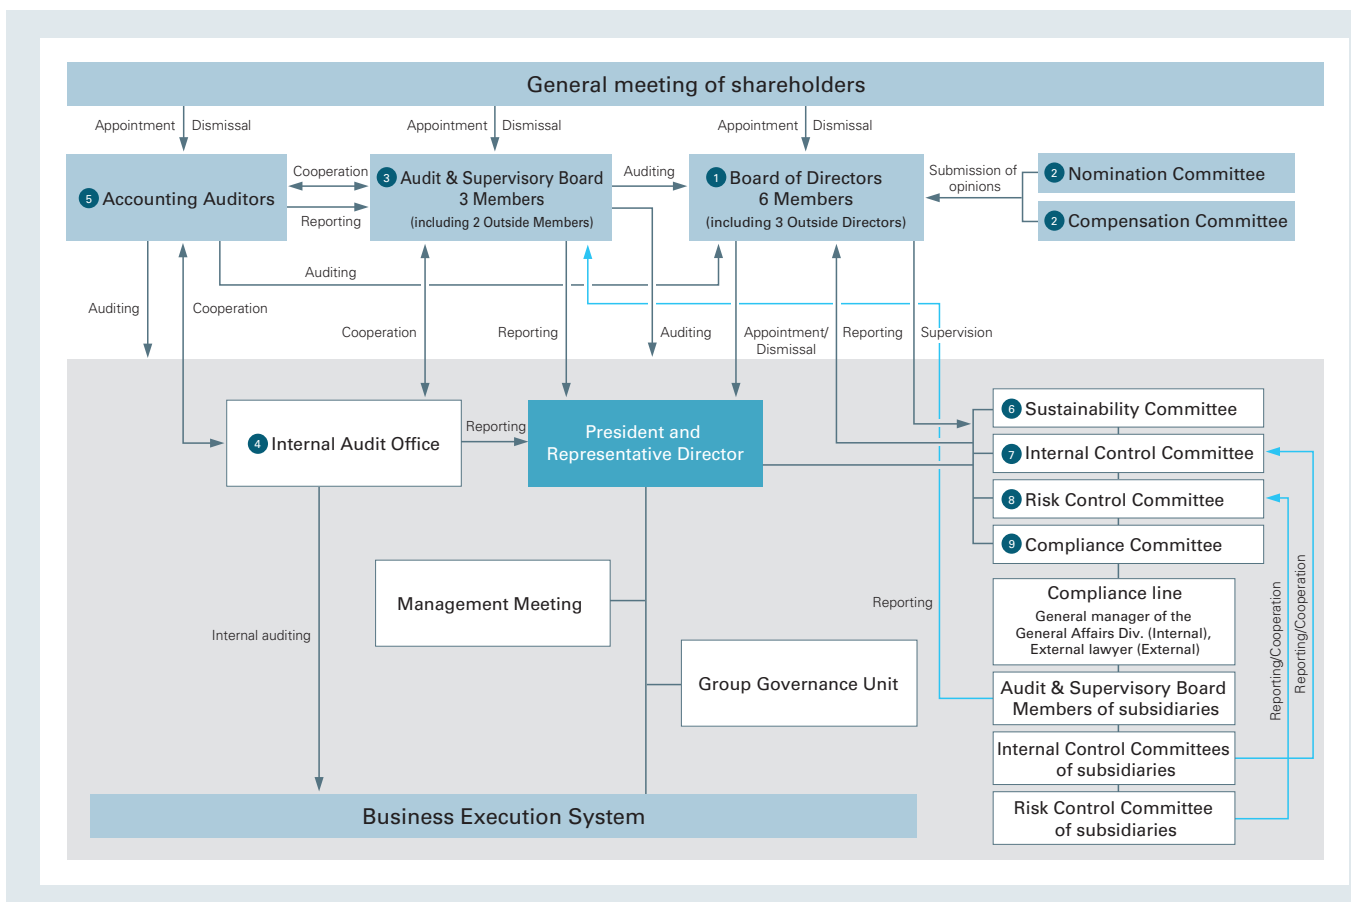 General meeting of shareholders
Appointment
Dismissal
Appointment
Dismissal
Appointment
Dismissal
5 Accounting Auditors
Cooperation
Reporting
3 Audit & Supervisory Board
3 Members
(including 2 Outside Members)
Auditing
1 Board of Directors
6 Members
(including 3 Outside Directors)
Submission of
opinions
2 Nomination Committee
2 Compensation Committee
Auditing
Auditing
Cooperation
Cooperation
Reporting
Auditing
Appointment/
Dismissal
Reporting
Supervision
4 Internal Audit Office
Reporting
President and
Representative Director
6 Sustainability Committee
7 Internal Control Committee
8 Risk Control Committee
9 Compliance Committee
Internal auditing
Management Meeting
Group Governance Unit
Reporting
Compliance line
General manager of the
General Affairs Div. (Internal),
External lawyer (External)
Audit & Supervisory Board
Members of subsidiaries
Internal Control Committees
of subsidiaries
Risk Control Committee
of subsidiaries
Reporting/Cooperation
Reporting/Cooperation
Business Execution System